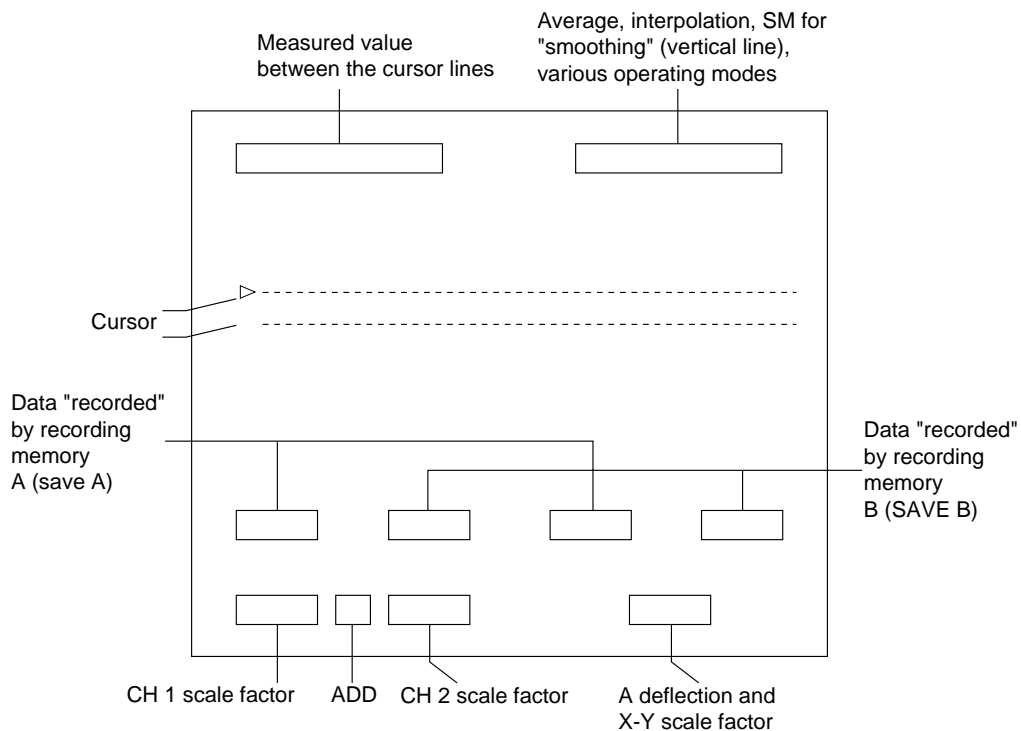 Measured value
between the cursor lines
Average, interpolation, SM for
"smoothing" (vertical line),
various operating modes
Cursor
Data "recorded"
by recording
memory
A (save A)
Data "recorded"
by recording
memory
B (SAVE B)
CH 1 scale factor
ADD
CH 2 scale factor
A deflection and
X-Y scale factor